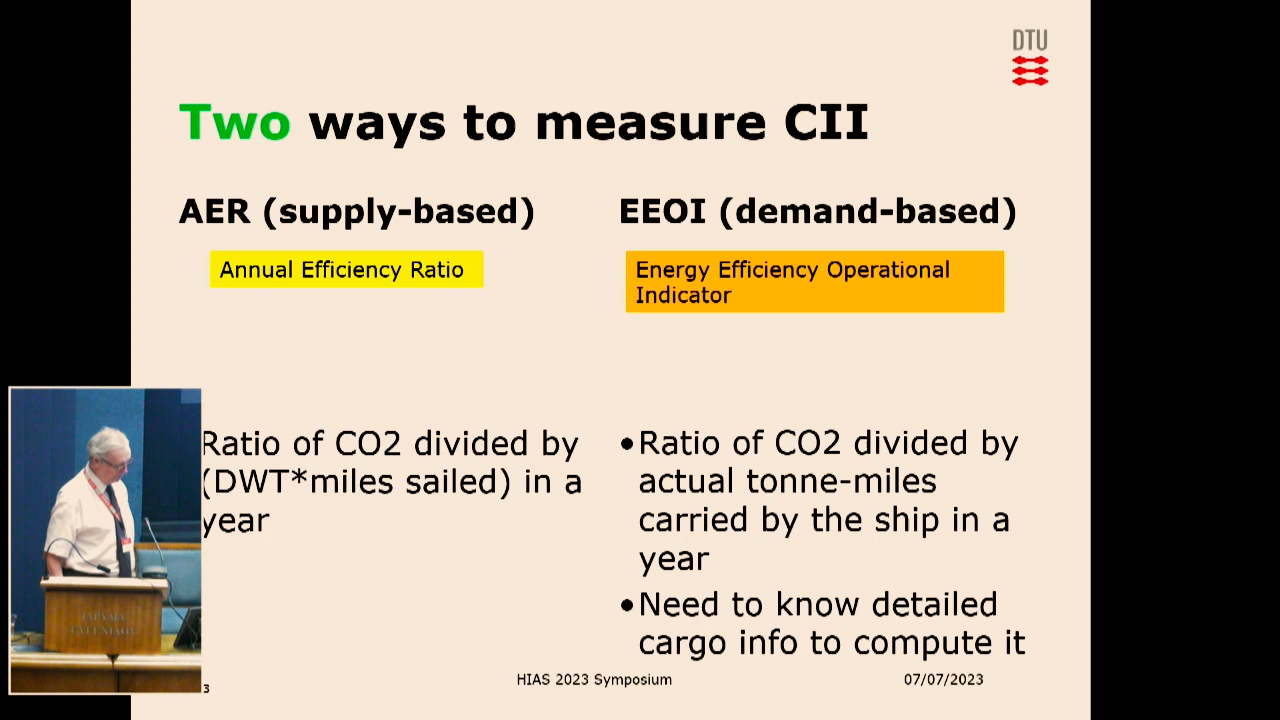 DTU
Two ways to measure CII
AER (supply-based)
Annual Efficiency Ratio
Ratio of CO2 divided by
(DWT*miles sailed) in a
year
EEOI (demand-based)
Energy Efficiency Operational
Indicator
•Ratio of CO2 divided by
actual tonne-miles
carried by the ship in a
year
•Need to know detailed
cargo info to compute it
3
HIAS 2023 Symposium
07/07/2023